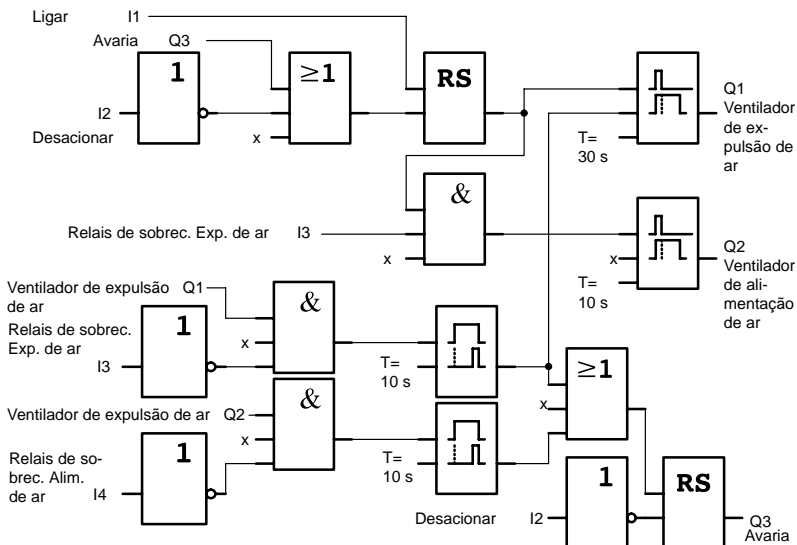 Ligar I1
Avaria Q3
1
≥1
RS
I2
Desacionar
x
T=
30 s
Q1
Ventilador
de ex-
pulsão de
ar
&
Relais de sobrec. Exp. de ar I3
x
x
T=
10 s
Q2
Ventilador
de ali-
mentação
de ar
Ventilador de expulsão Q1
de ar
Relais de sobrec.
Exp. de ar
I3
1
&
x
T=
10 s
≥1
x
Ventilador de expulsão de ar Q2
&
x
Relais de so-
brec. Alim.
de ar I4
1
T=
10 s
Desacionar I2
1
RS
Q3
Avaria